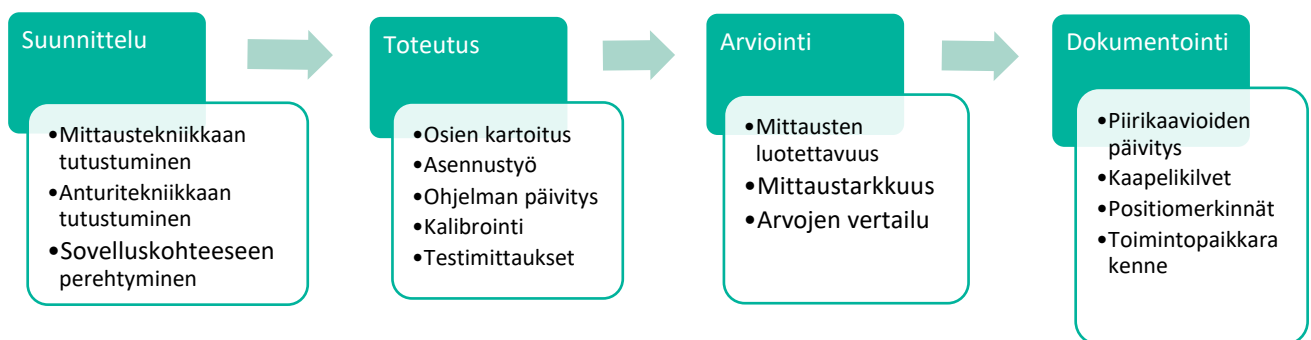 Suunnittelu
•Mittaustekniikkaan
tutustuminen
•Anturitekniikkaan
tutustuminen
•Sovelluskohteeseen
perehtyminen
Toteutus
•Osien kartoitus
•Asennustyö
•Ohjelman päivitys
•Kalibrointi
•Testimittaukset
Arviointi
•Mittausten
luotettavuus
•Mittaustarkkuus
•Arvojen vertailu
Dokumentointi
•Piirikaavioiden
päivitys
•Kaapelikilvet
•Positiomerkinnät
•Toimintopaikkara
kenne